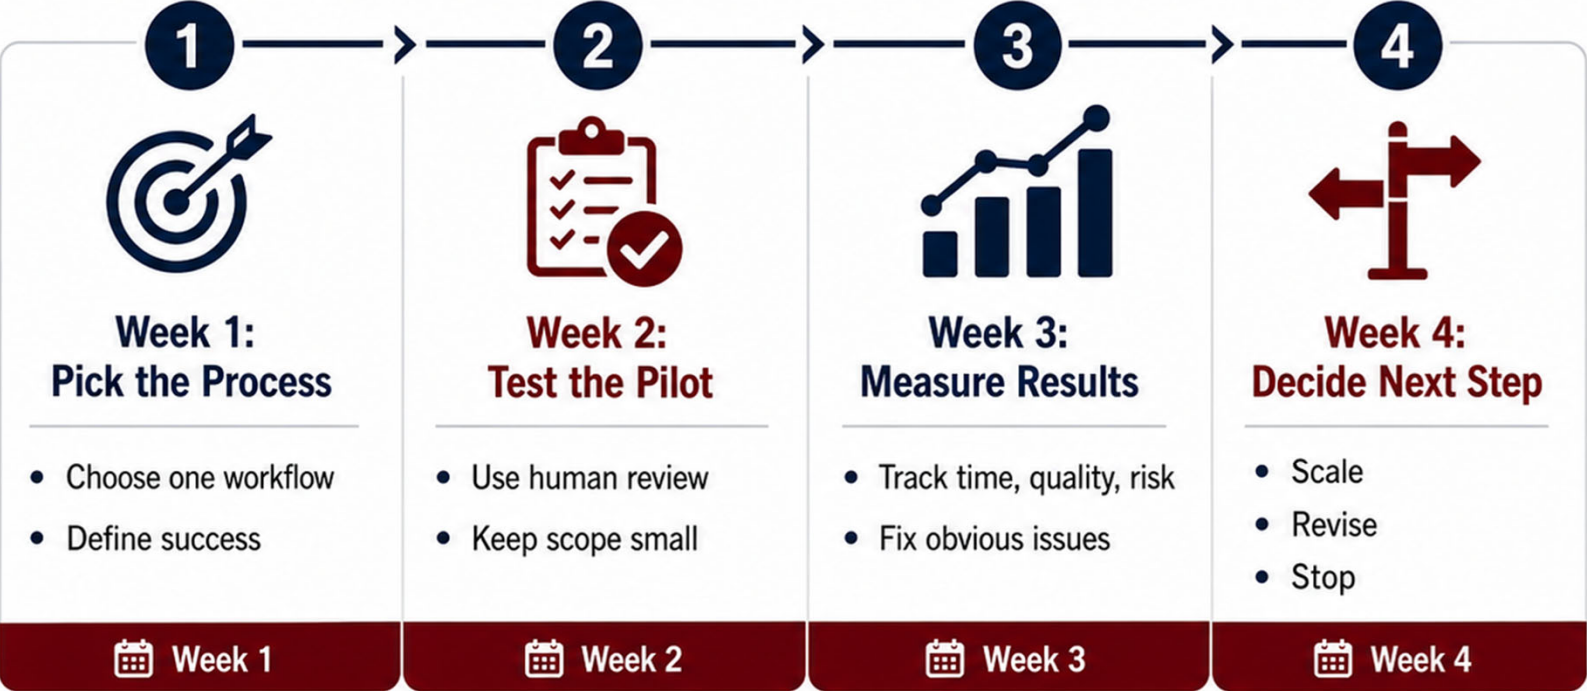 1
2
3
4
Week 1:
Pick the Process
• Choose one workflow
• Define success
Week 1
Week 2:
Test the Pilot
• Use human review
• Keep scope small
Week 2
Week 3:
Measure Results
• Track time, quality, risk
• Fix obvious issues
Week 3
Week 4:
Decide Next Step
• Scale
• Revise
• Stop
Week 4